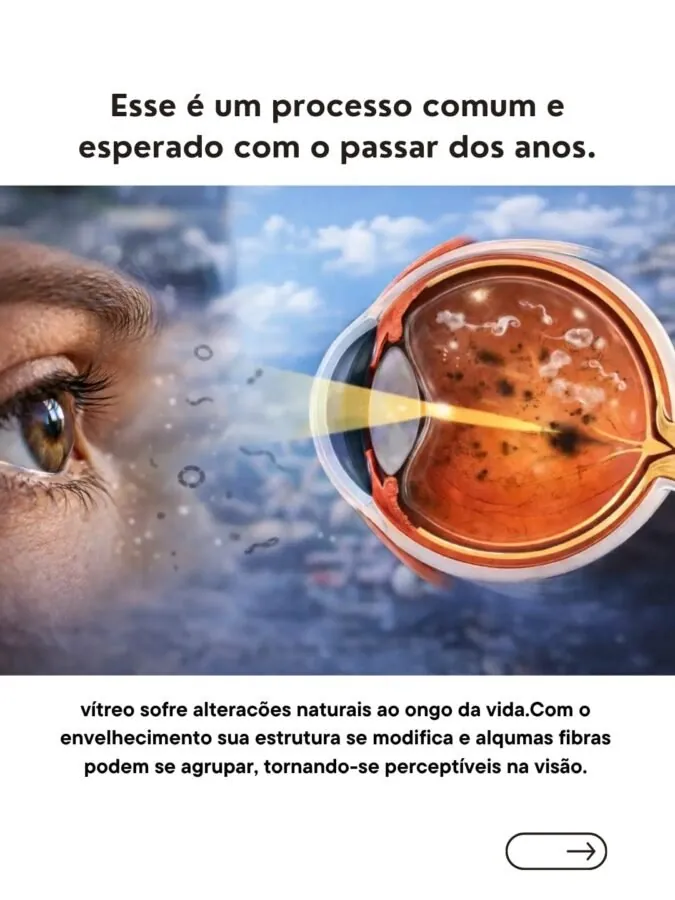 Esse é um processo comum e
esperado com o passar dos anos.
vítreo sofre alteracões naturais ao ongo da vida.Com o
envelhecimento sua estrutura se modifica e alqumas fibras
podem se agrupar, tornando-se perceptíveis na visão.